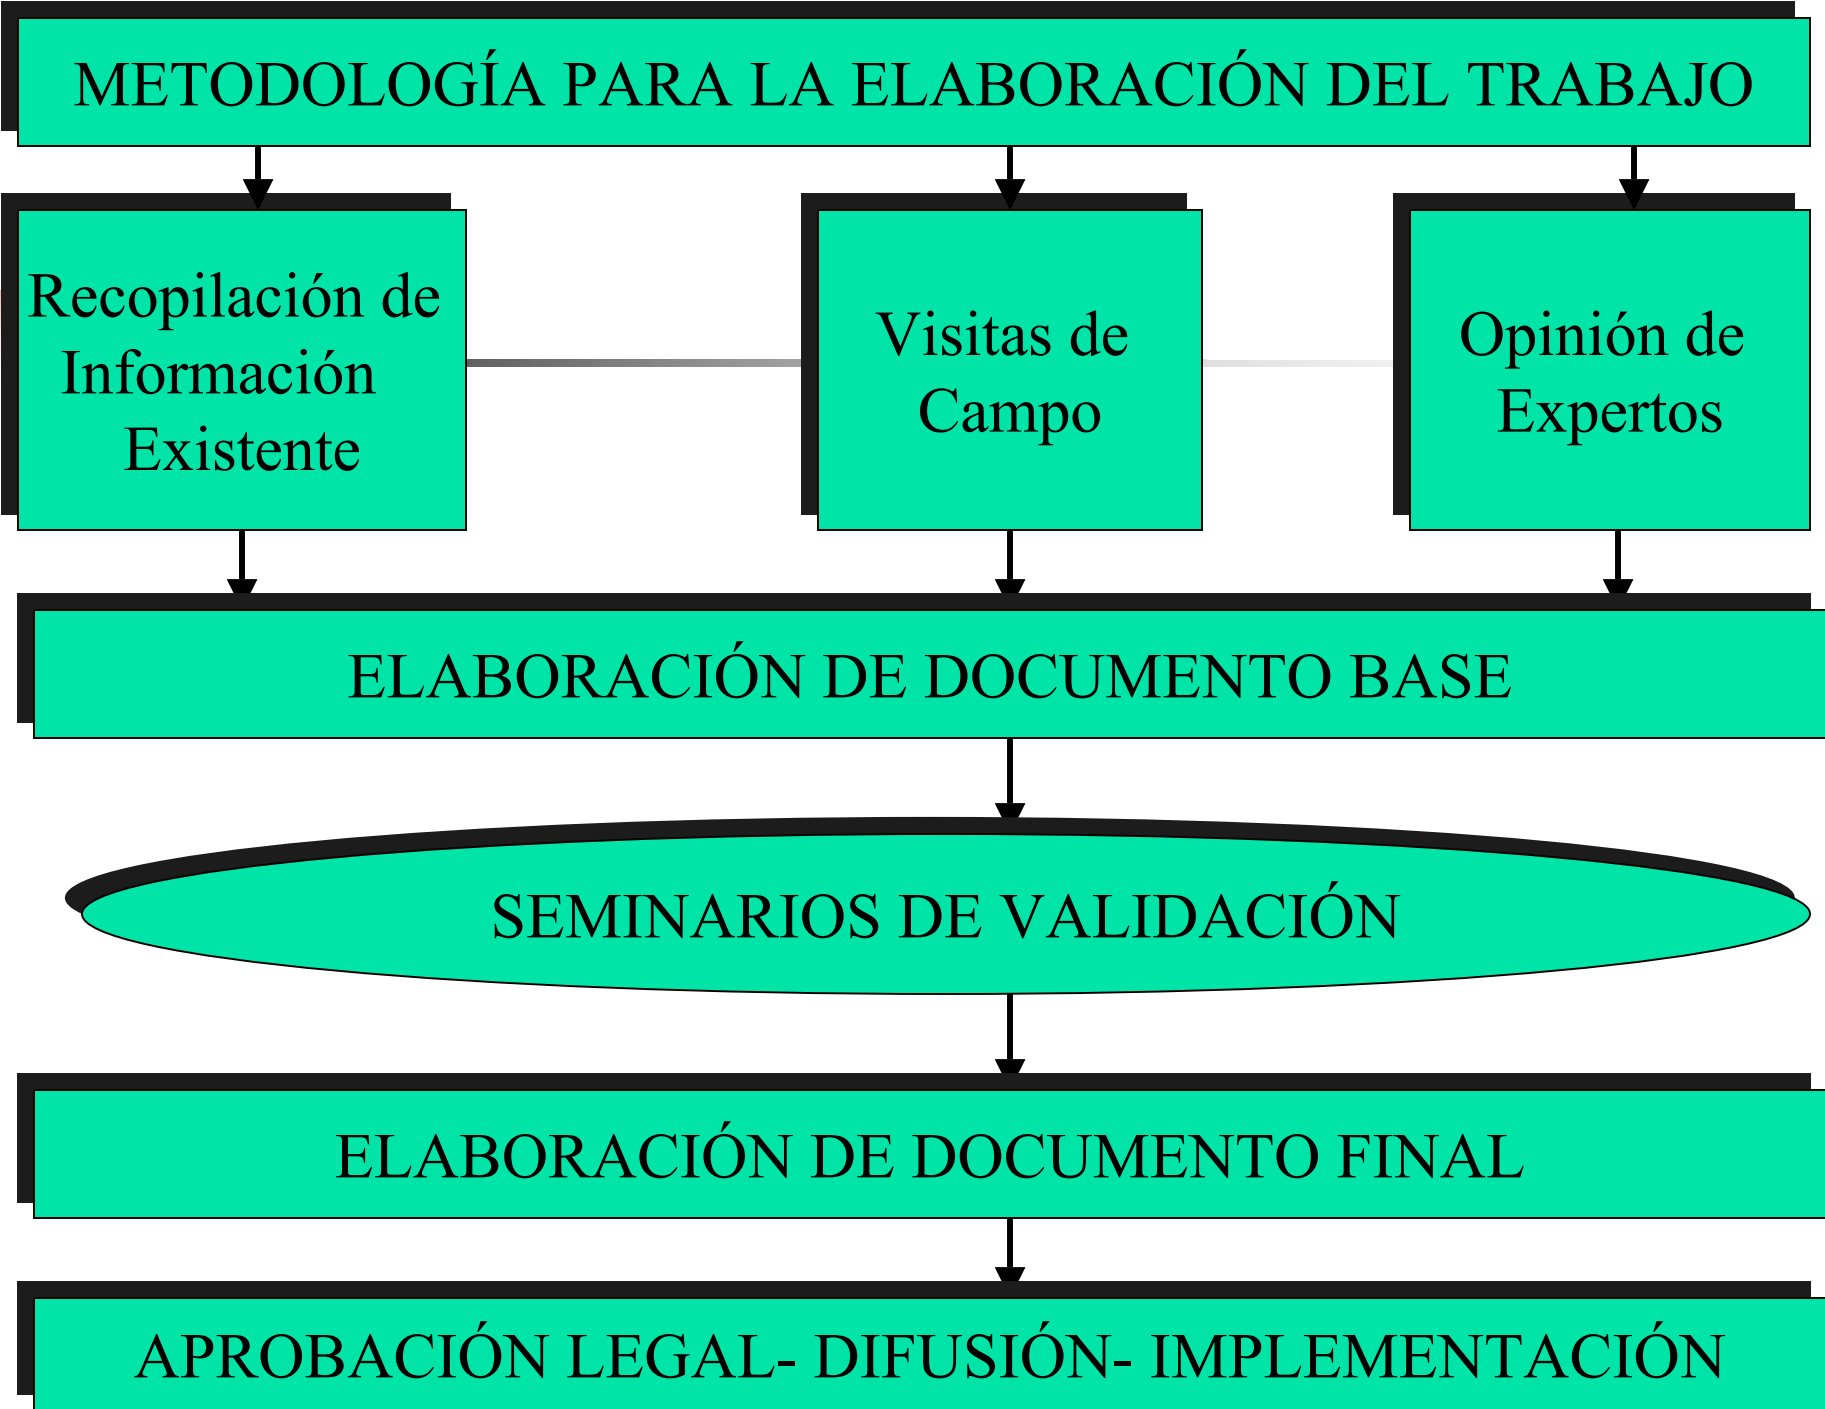 METODOLOGÍA PARA LA ELABORACIÓN DEL TRABAJO
Recopilación de
Información
Existente
Visitas de
Campo
Opinión de
Expertos
ELABORACIÓN DE DOCUMENTO BASE
SEMINARIOS DE VALIDACIÓN
ELABORACIÓN DE DOCUMENTO FINAL
APROBACIÓN LEGAL- DIFUSIÓN- IMPLEMENTACIÓN